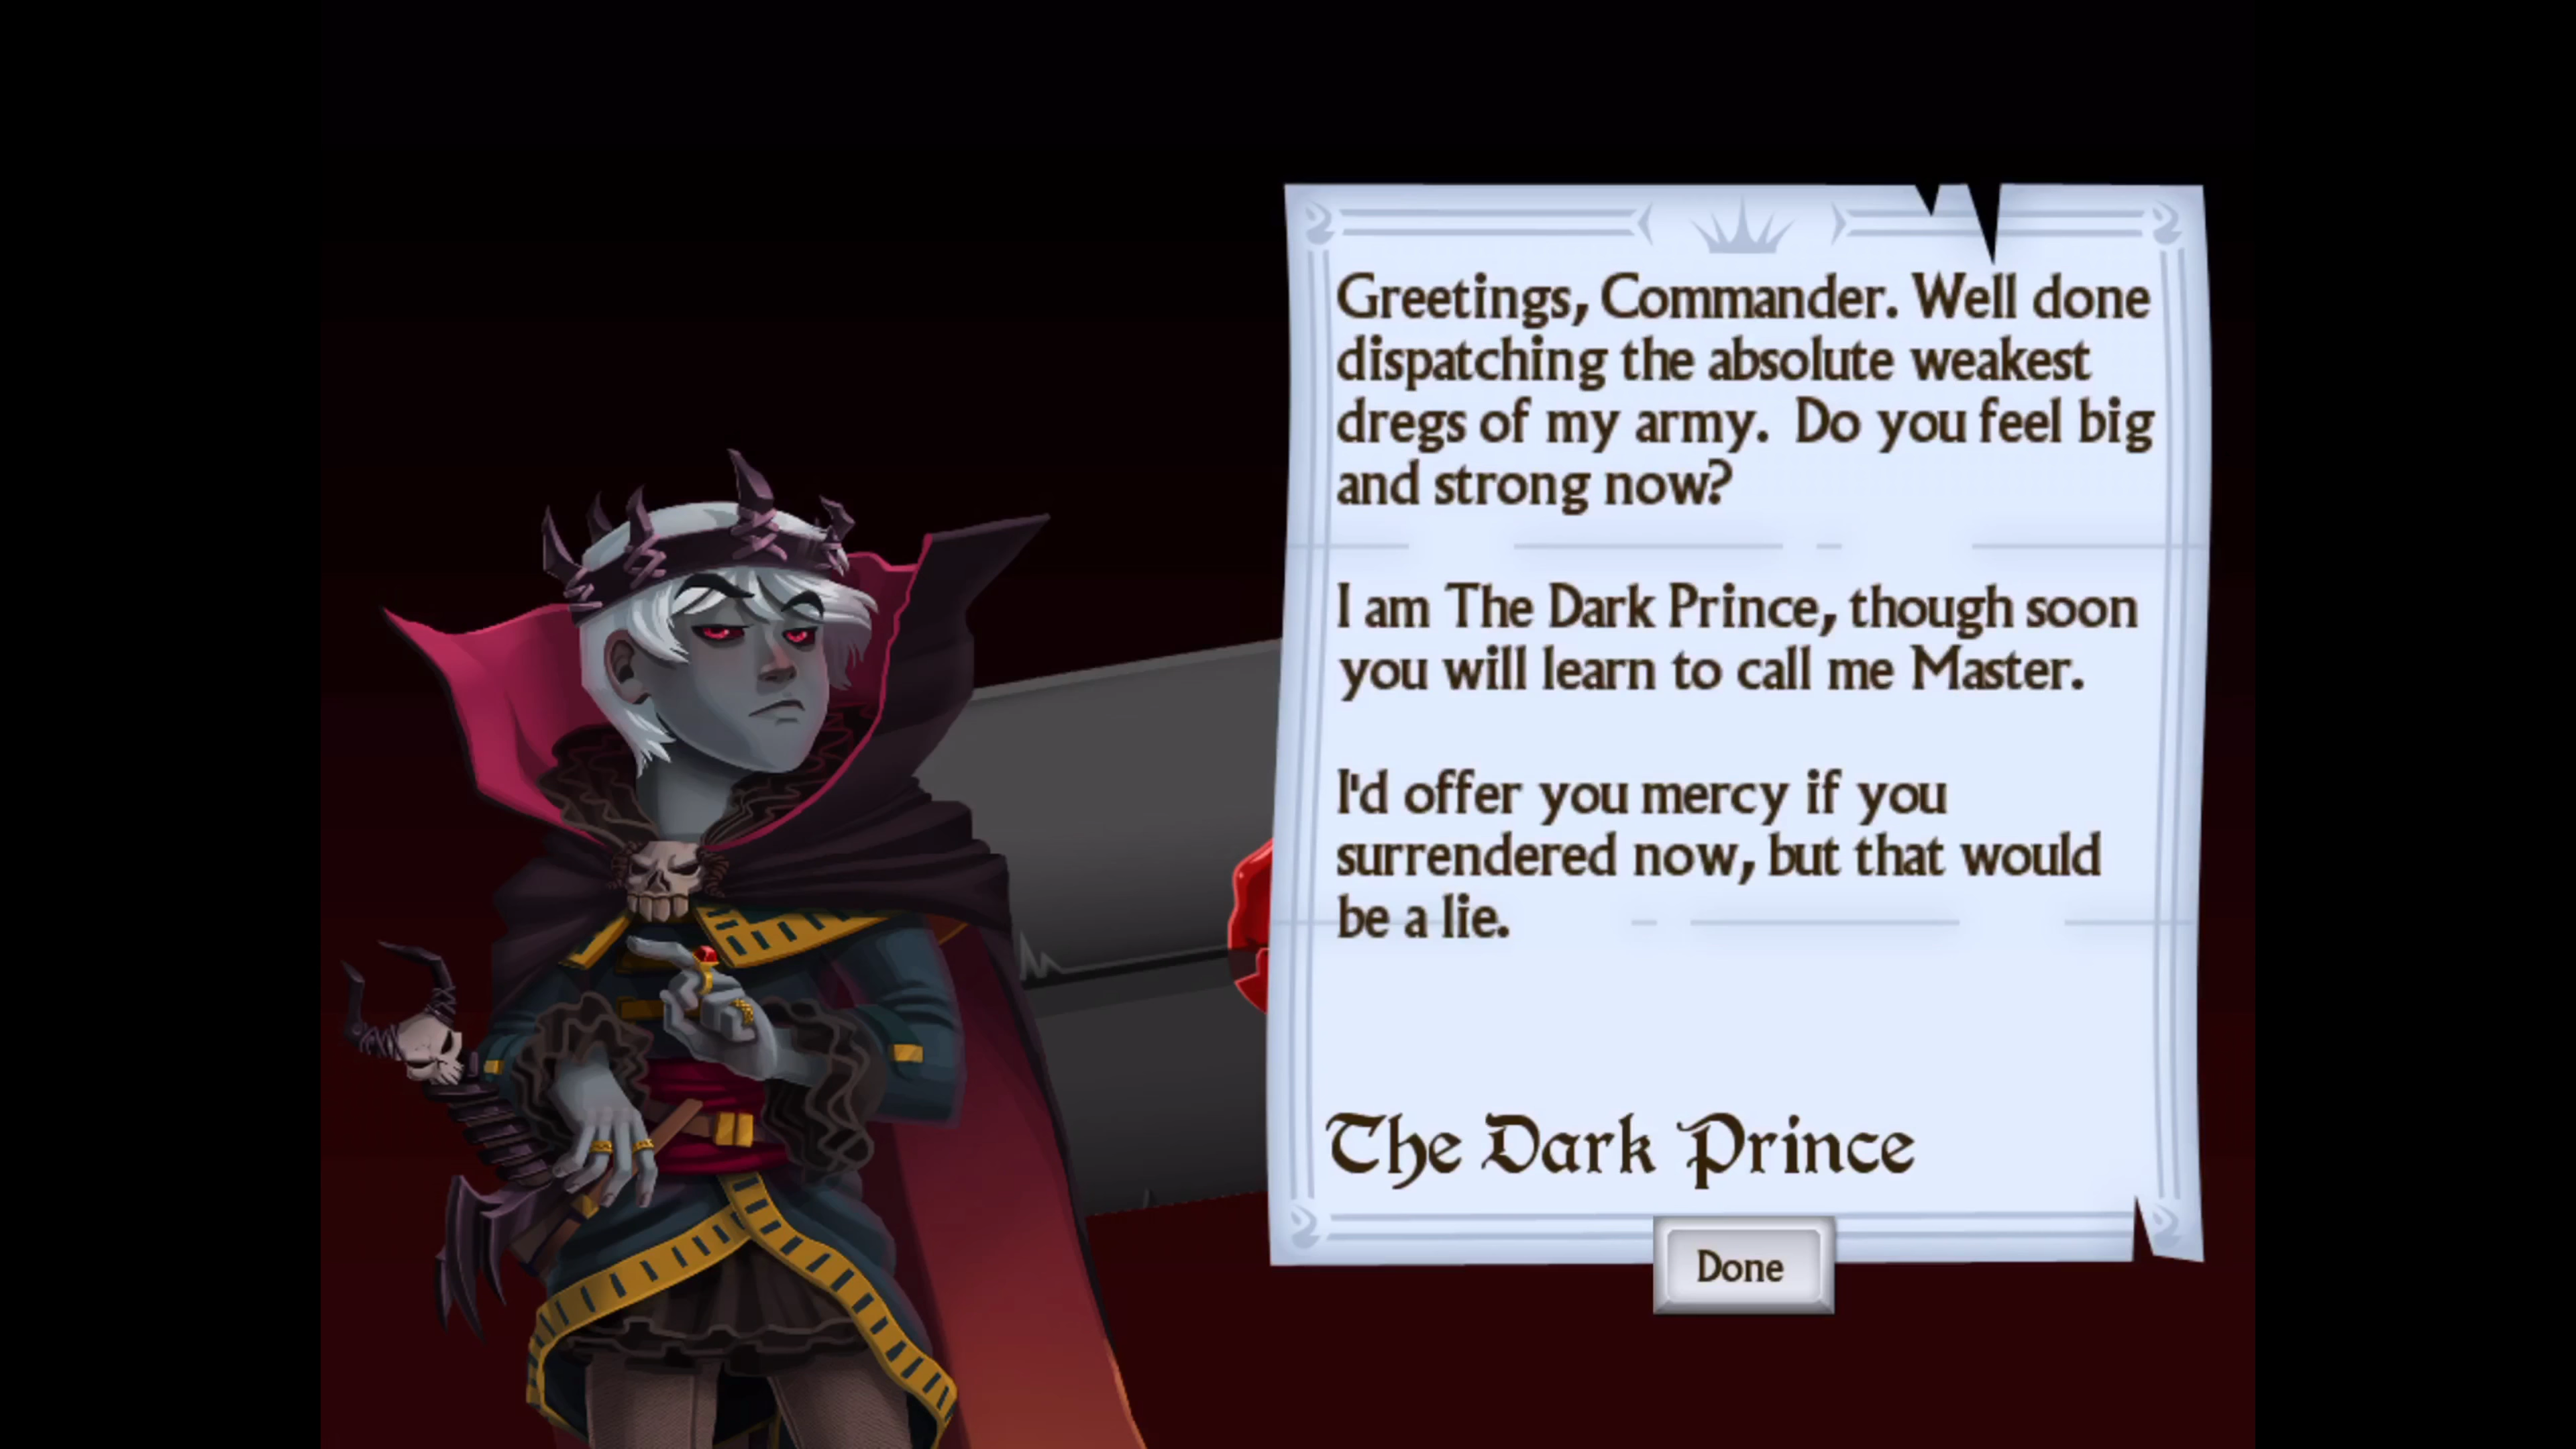 Greetings, Commander. Well done
dispatching the absolute weakest
dregs of my army.  Do you feel big
and strong now?
I am The Dark Prince, though soon
you will learn to call me Master.
I'd offer you mercy if you
surrendered now, but that would
be a lie.
The Dark Prince
Done